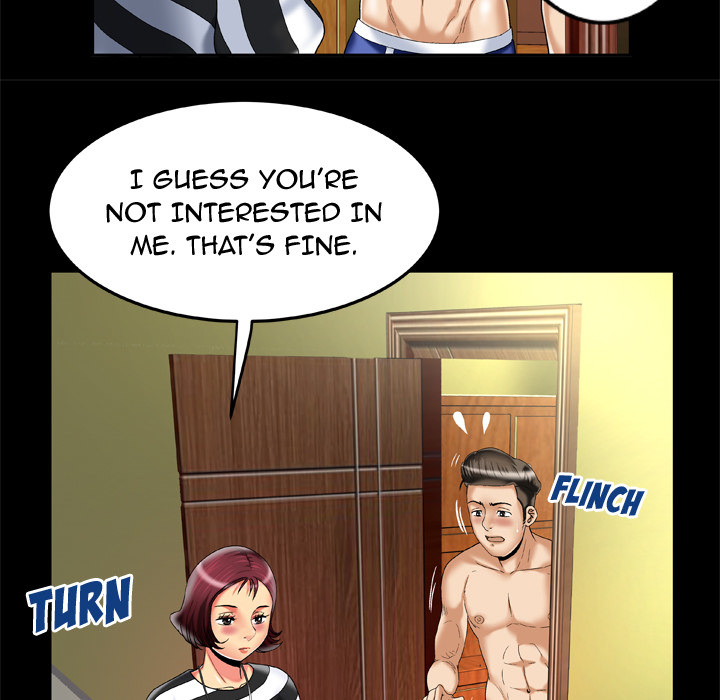 I GUESS YOU'RE
NOT INTERESTED IN
ME. THAT'S FINE.
FLINCH
TURN